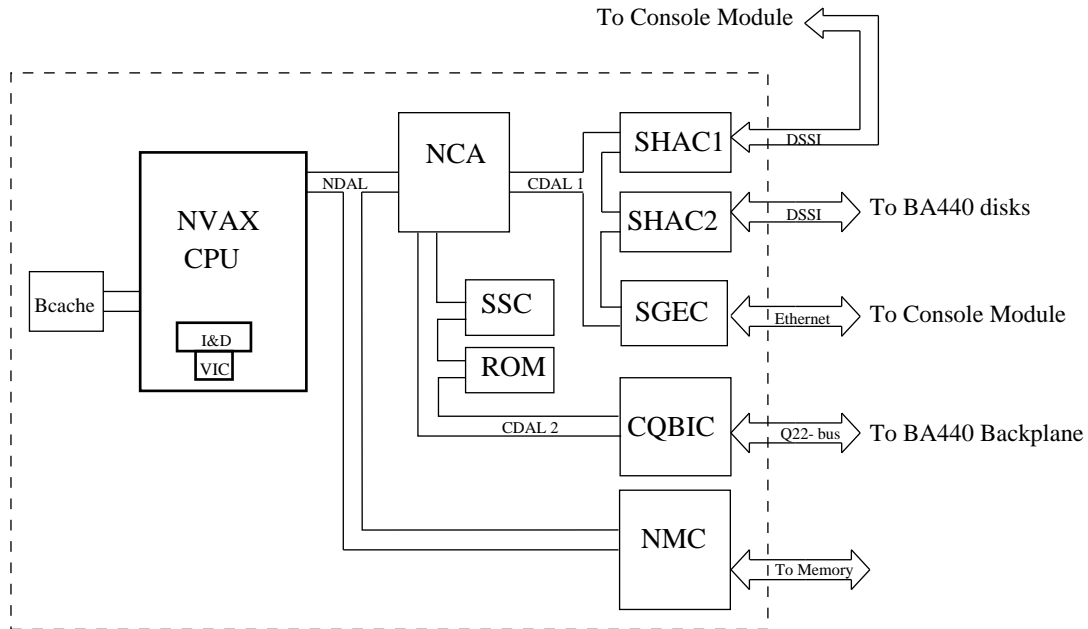 To Console Module
SHAC1
DSSI
NCA
NDAL
CDAL 1
NVAX
CPU
SHAC2
DSSI
To BA440 disks
Bcache
SSC
SGEC
Ethernet
To Console Module
I&D
VIC
ROM
CDAL 2
CQBIC
Q22- bus
To BA440 Backplane
NMC
To Memory